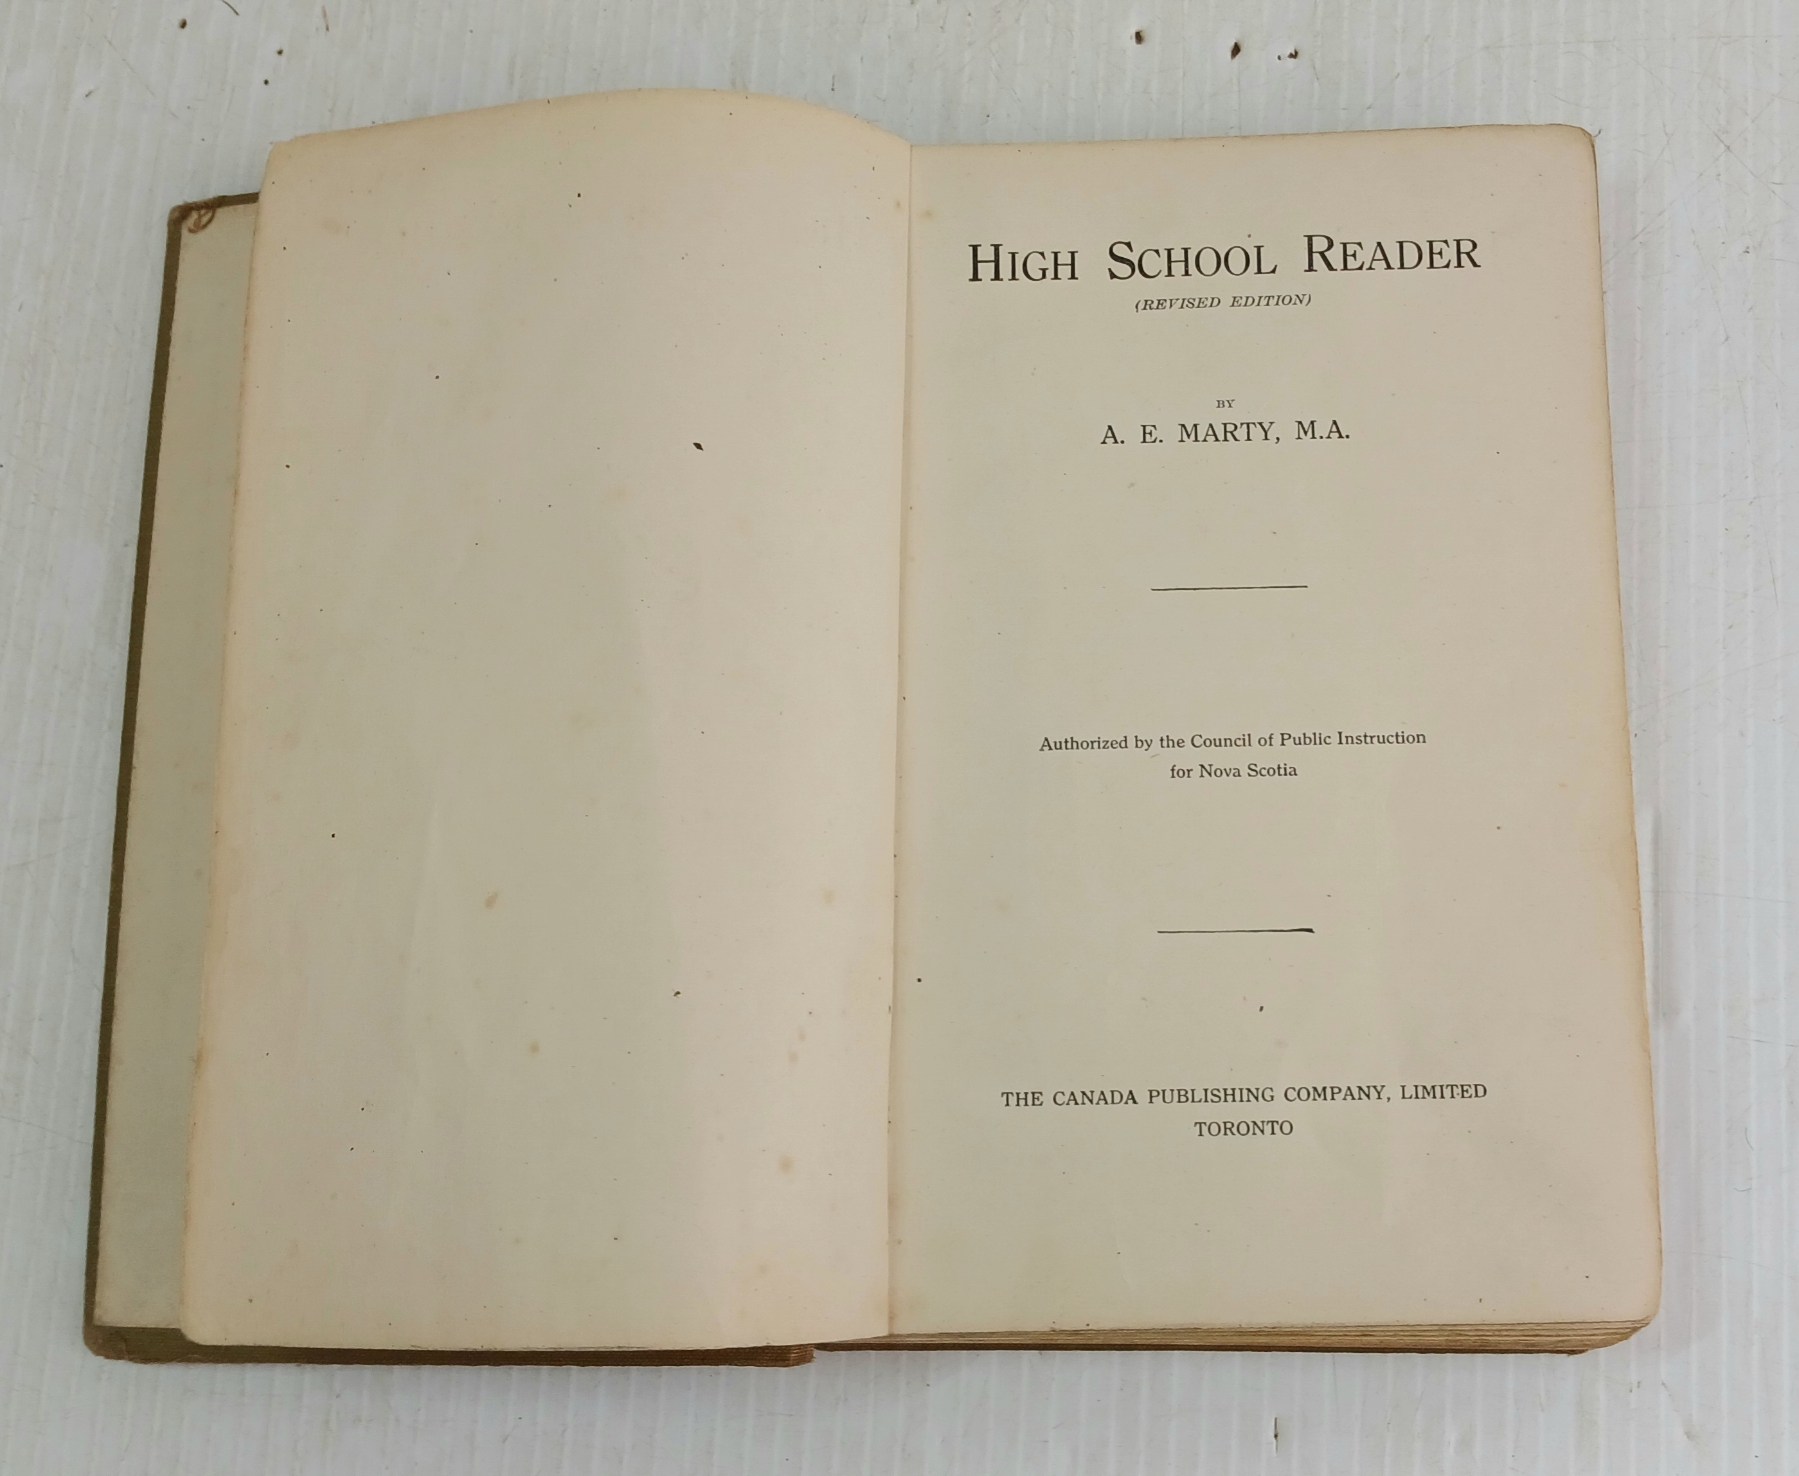 HIGH SCHOOL READER
(REVISED EDITION)
BY
A. E. MARTY, M.A.
Authorized by the Council of Public Instruction
for Nova Scotia
THE CANADA PUBLISHING COMPANY, LIMITED
TORONTO